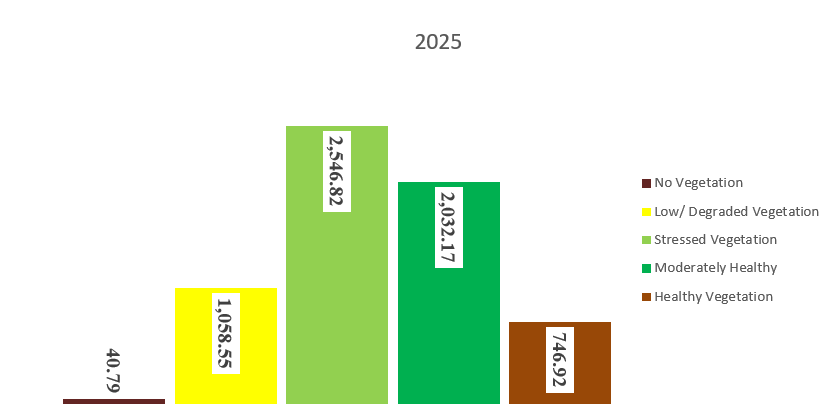 2025
40.79
1,058.55
2,546.82
2,032.17
746.92
No Vegetation
Low/ Degraded Vegetation
Stressed Vegetation
Moderately Healthy
Healthy Vegetation